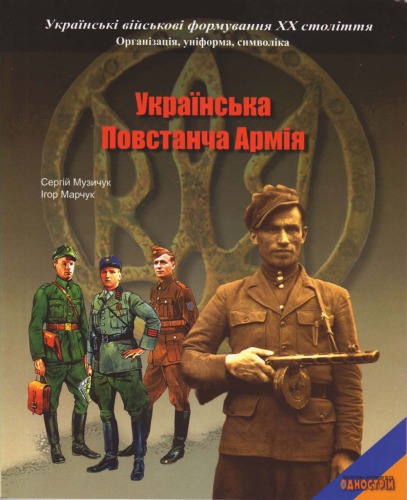 Українські військові формування XX століття
Організація, уніформа, символіка
Українська
Повстанча Армія
Сергій Музичук
Ігор Марчук
ОДНОСТРІЙ